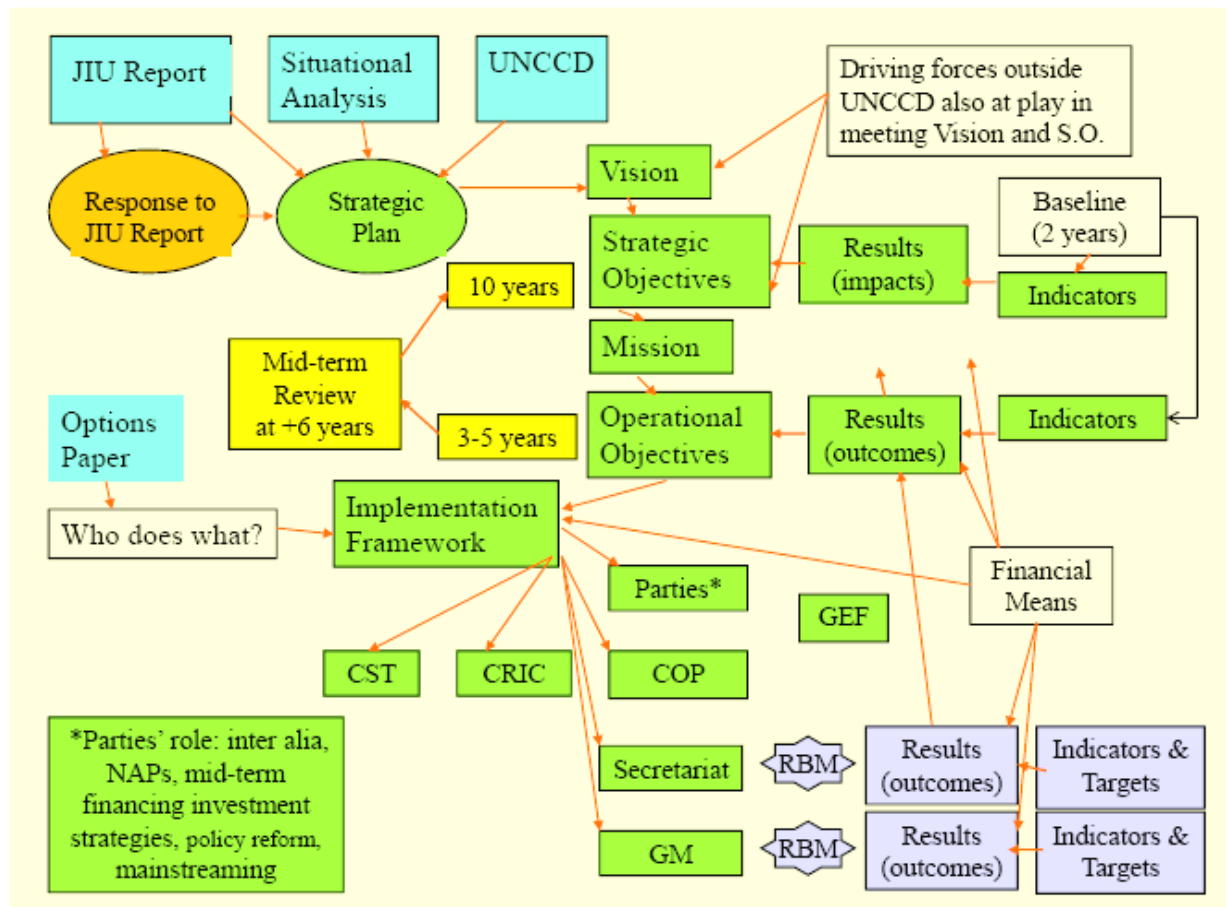 JIU Report
Situational
Analysis
UNCCD
Driving forces outside
UNCCD also at play in
meeting Vision and S.O.
Response to
JIU Report
Strategic
Plan
Vision
Strategic
Objectives
Results
(impacts)
Baseline
(2 years)
Indicators
10 years
Mission
Mid-term
Review
at +6 years
3-5 years
Operational
Objectives
Results
(outcomes)
Indicators
Options
Paper
Who does what?
Implementation
Framework
Parties*
GEF
Financial
Means
CST
CRIC
COP
*Parties' role: inter alia,
NAPs, mid-term
financing investment
strategies, policy reform,
mainstreaming
Secretariat
RBM
Results
(outcomes)
Indicators &
Targets
GM
RBM
Results
(outcomes)
Indicators &
Targets